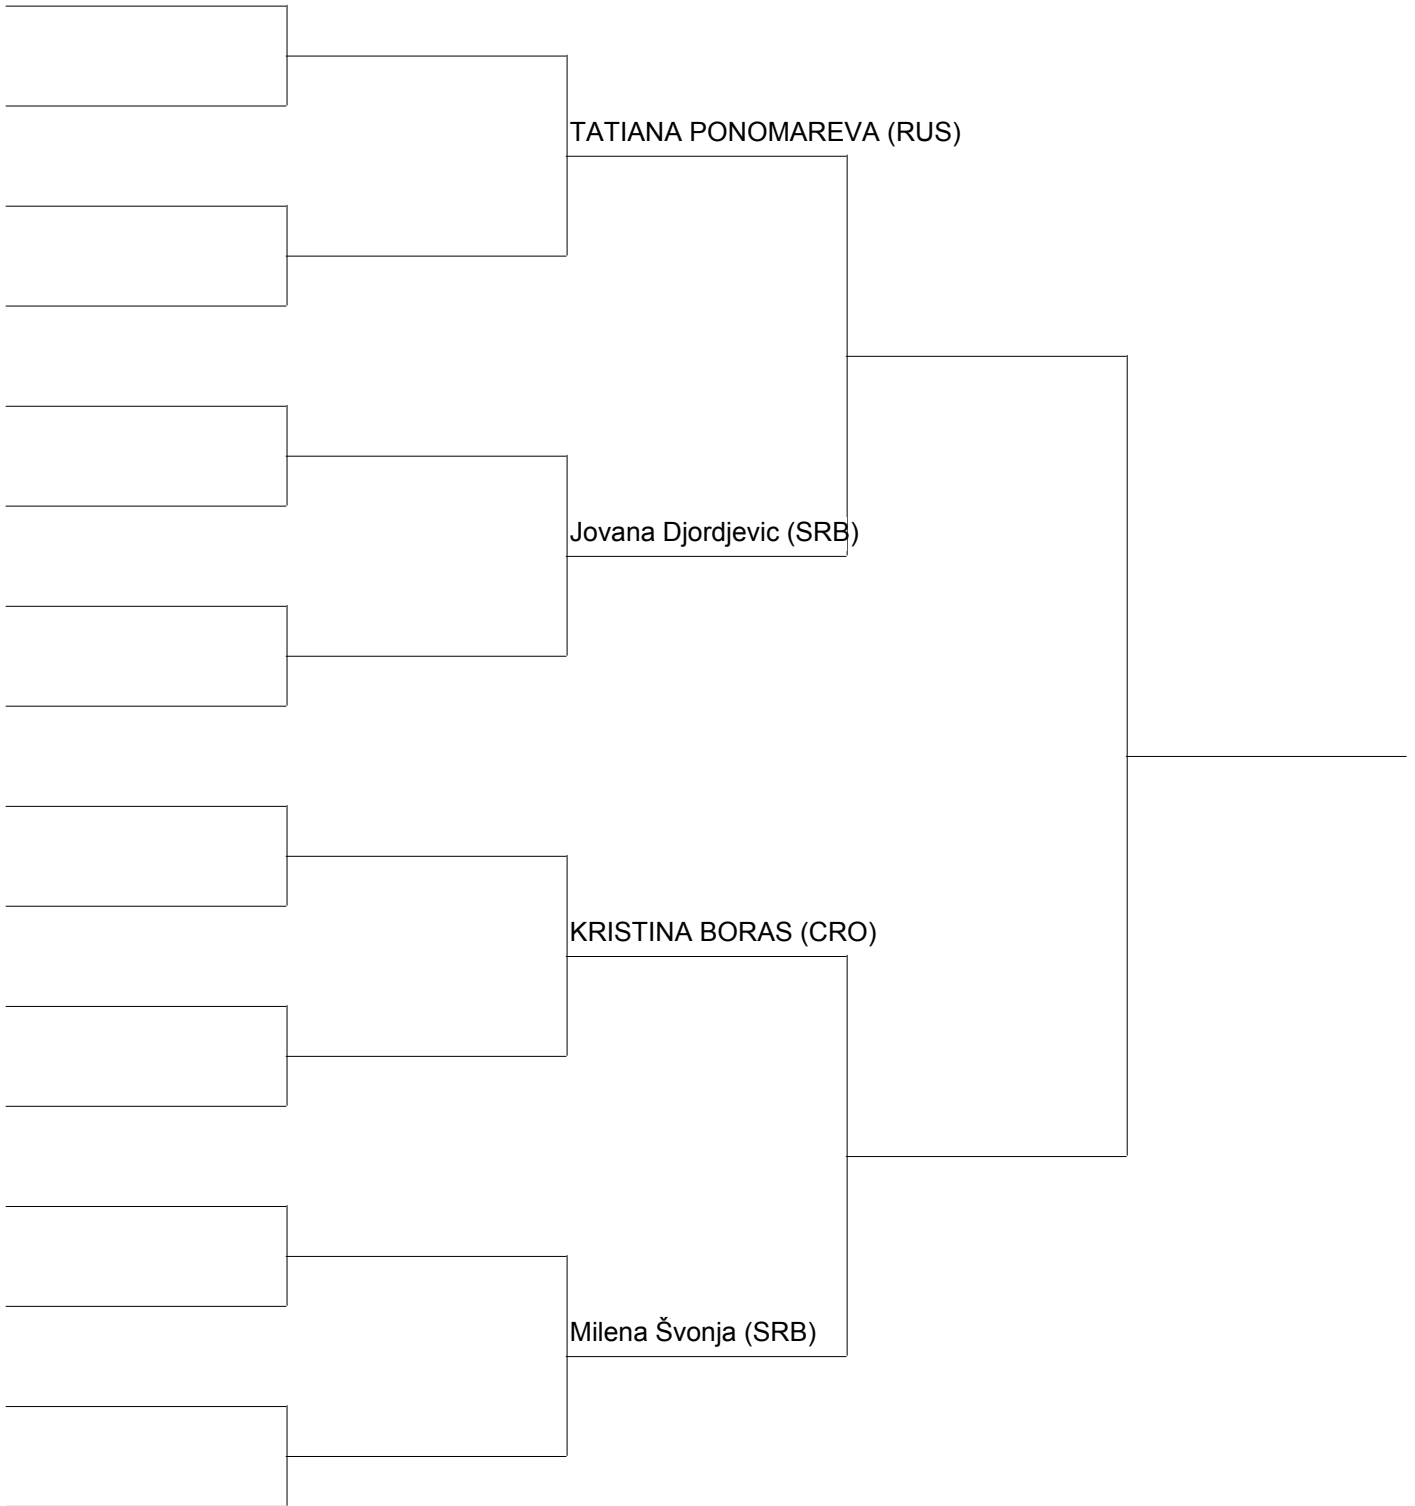 TATIANA PONOMAREVA (RUS)
Jovana Djordjevic (SRB)
KRISTINA BORAS (CRO)
Milena Švonja (SRB)